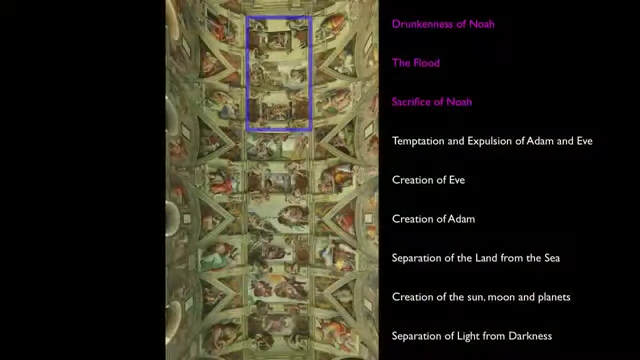 Drunkenness of Noah
The Flood
Sacrifice of Noah
Temptation and Expulsion of Adam and Eve
Creation of Eve
Creation of Adam
Separation of the Land from the Sea
Creation of the sun, moon and planets
Separation of Light from Darkness